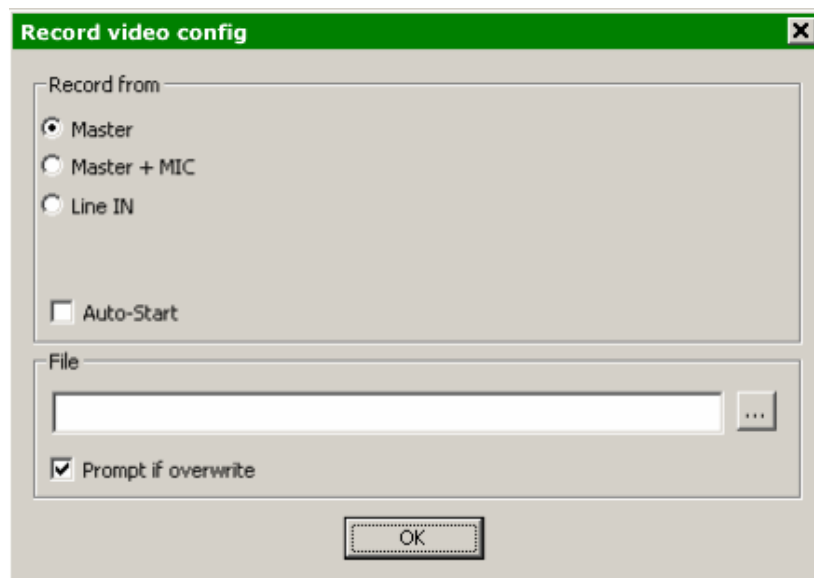 Record video config
Record from
Master
Master + MIC
Line IN
Auto-Start
File
...
Prompt if overwrite
OK